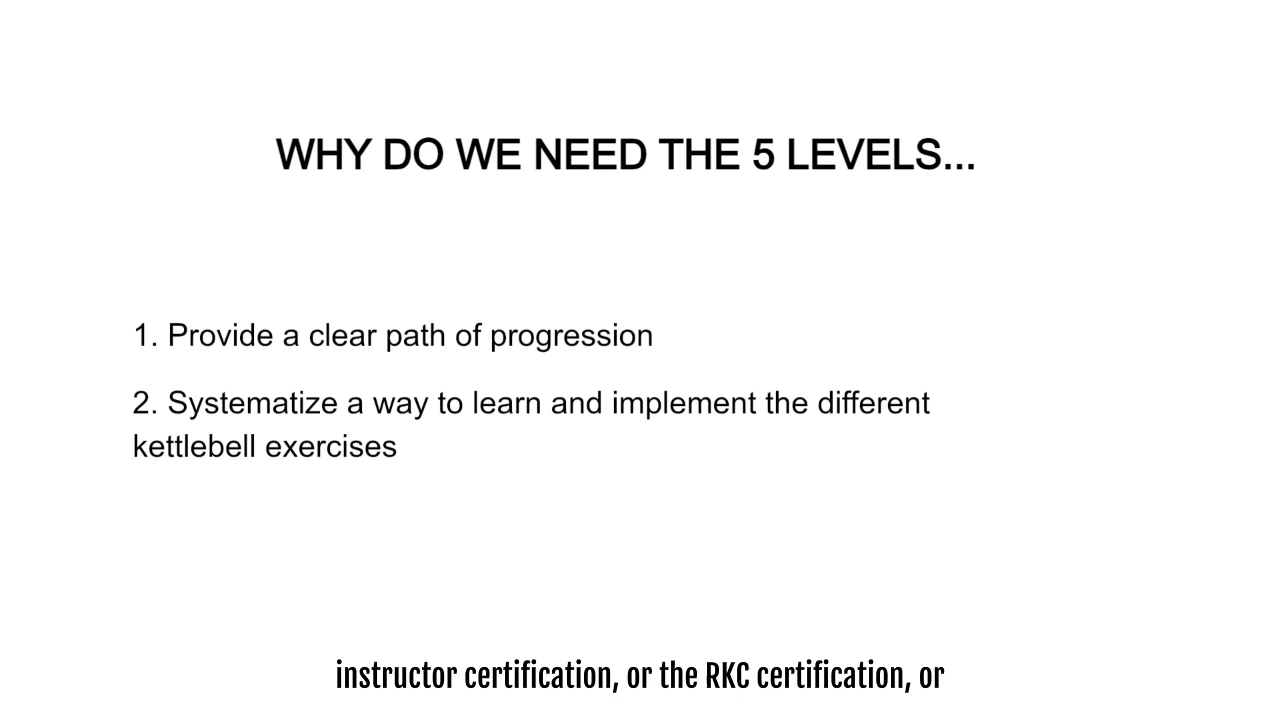 WHY DO WE NEED THE 5 LEVELS...
1. Provide a clear path of progression
2. Systematize a way to learn and implement the different
kettlebell exercises
instructor certification, or the RKC certification, or